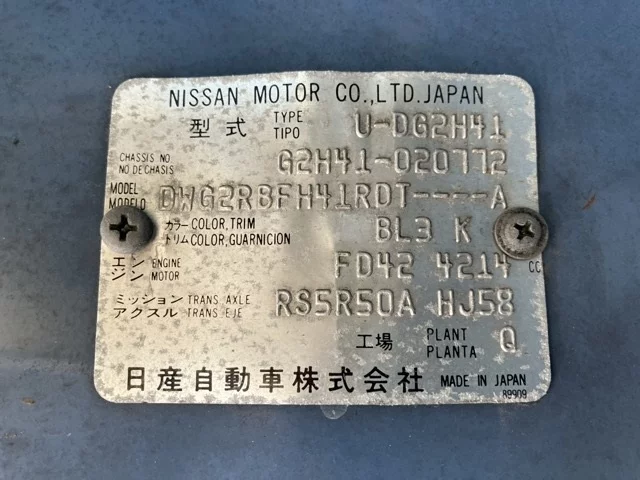 NISSAN MOTOR CO.,LTD.JAPAN
型式 TYPE TIPO U-DG2H41
CHASSIS NO. NO DE CHASIS G2H41-020772
MODEL MODELO DWG2RBFH41RDT----A
カラー COLOR,TRIM トリム COLOR,GUARNICION BL3 K
エンジン ENGINE MOTOR FD42 4214 CC
ミッション TRANS AXLE アクスル TRANS EJE RS5R50A HJ58
工場 PLANT PLANTA Q
日産自動車株式会社 MADE IN JAPAN
R9909